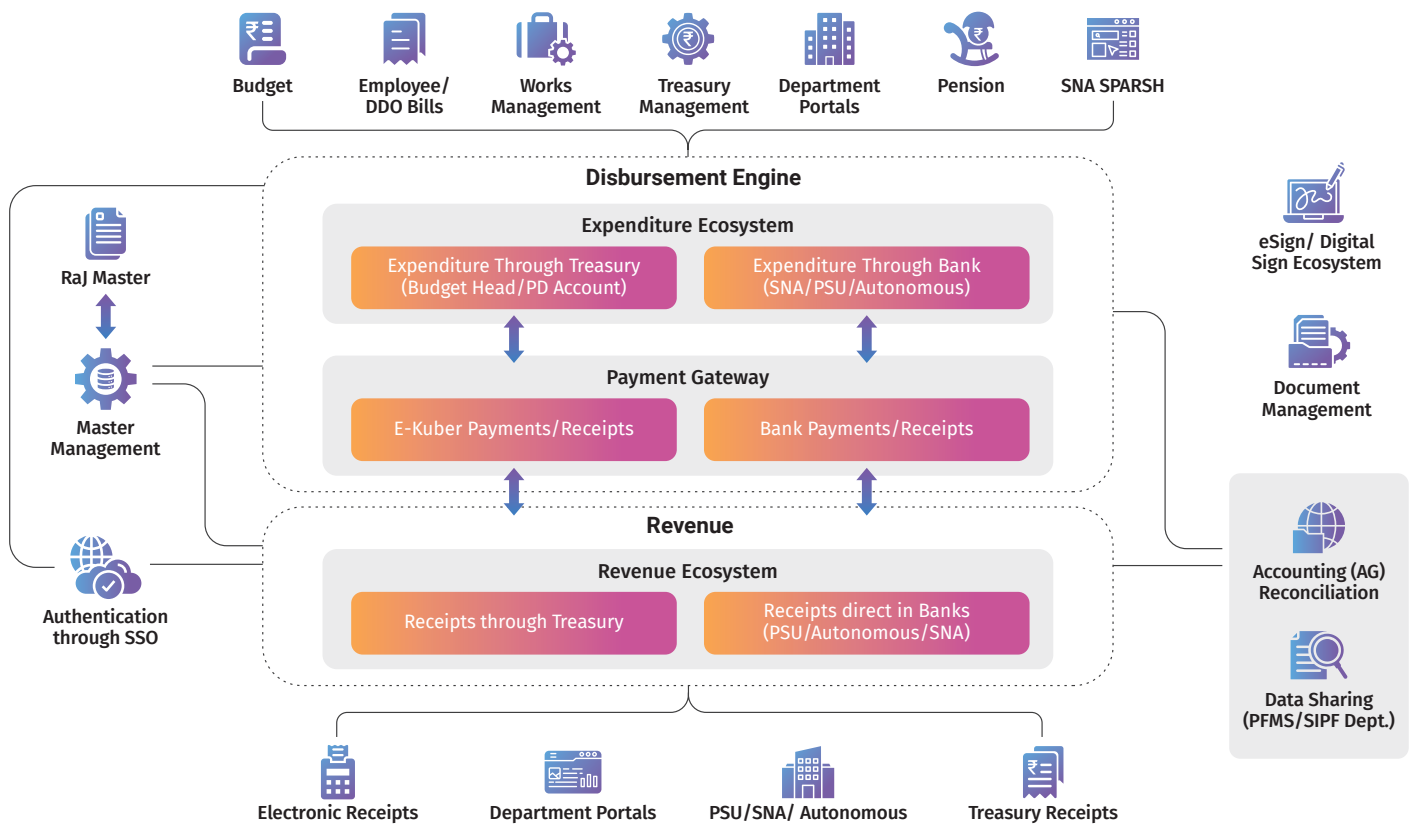 Budget
Employee/
DDO Bills
Works
Management
Treasury
Management
Department
Portals
Pension
SNA SPARSH
Disbursement Engine
Expenditure Ecosystem
Expenditure Through Treasury
(Budget Head/PD Account)
Expenditure Through Bank
(SNA/PSU/Autonomous)
Payment Gateway
E-Kuber Payments/Receipts
Bank Payments/Receipts
RaJ Master
Master
Management
Authentication
through SSO
eSign/ Digital
Sign Ecosystem
Document
Management
Revenue
Revenue Ecosystem
Receipts through Treasury
Receipts direct in Banks
(PSU/Autonomous/SNA)
Accounting (AG)
Reconciliation
Data Sharing
(PFMS/SIPF Dept.)
Electronic Receipts
Department Portals
PSU/SNA/ Autonomous
Treasury Receipts